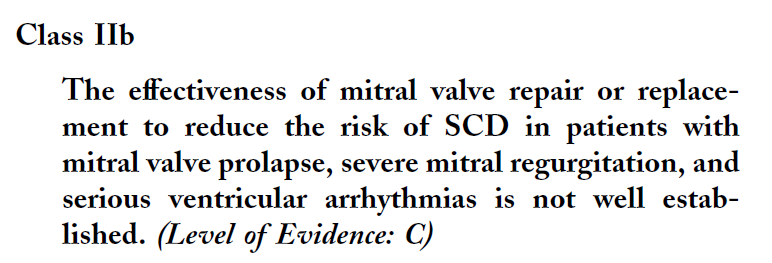 Class IIb
The effectiveness of mitral valve repair or replace-
ment to reduce the risk of SCD in patients with
mitral valve prolapse, severe mitral regurgitation, and
serious ventricular arrhythmias is not well estab-
lished. (Level of Evidence: C)